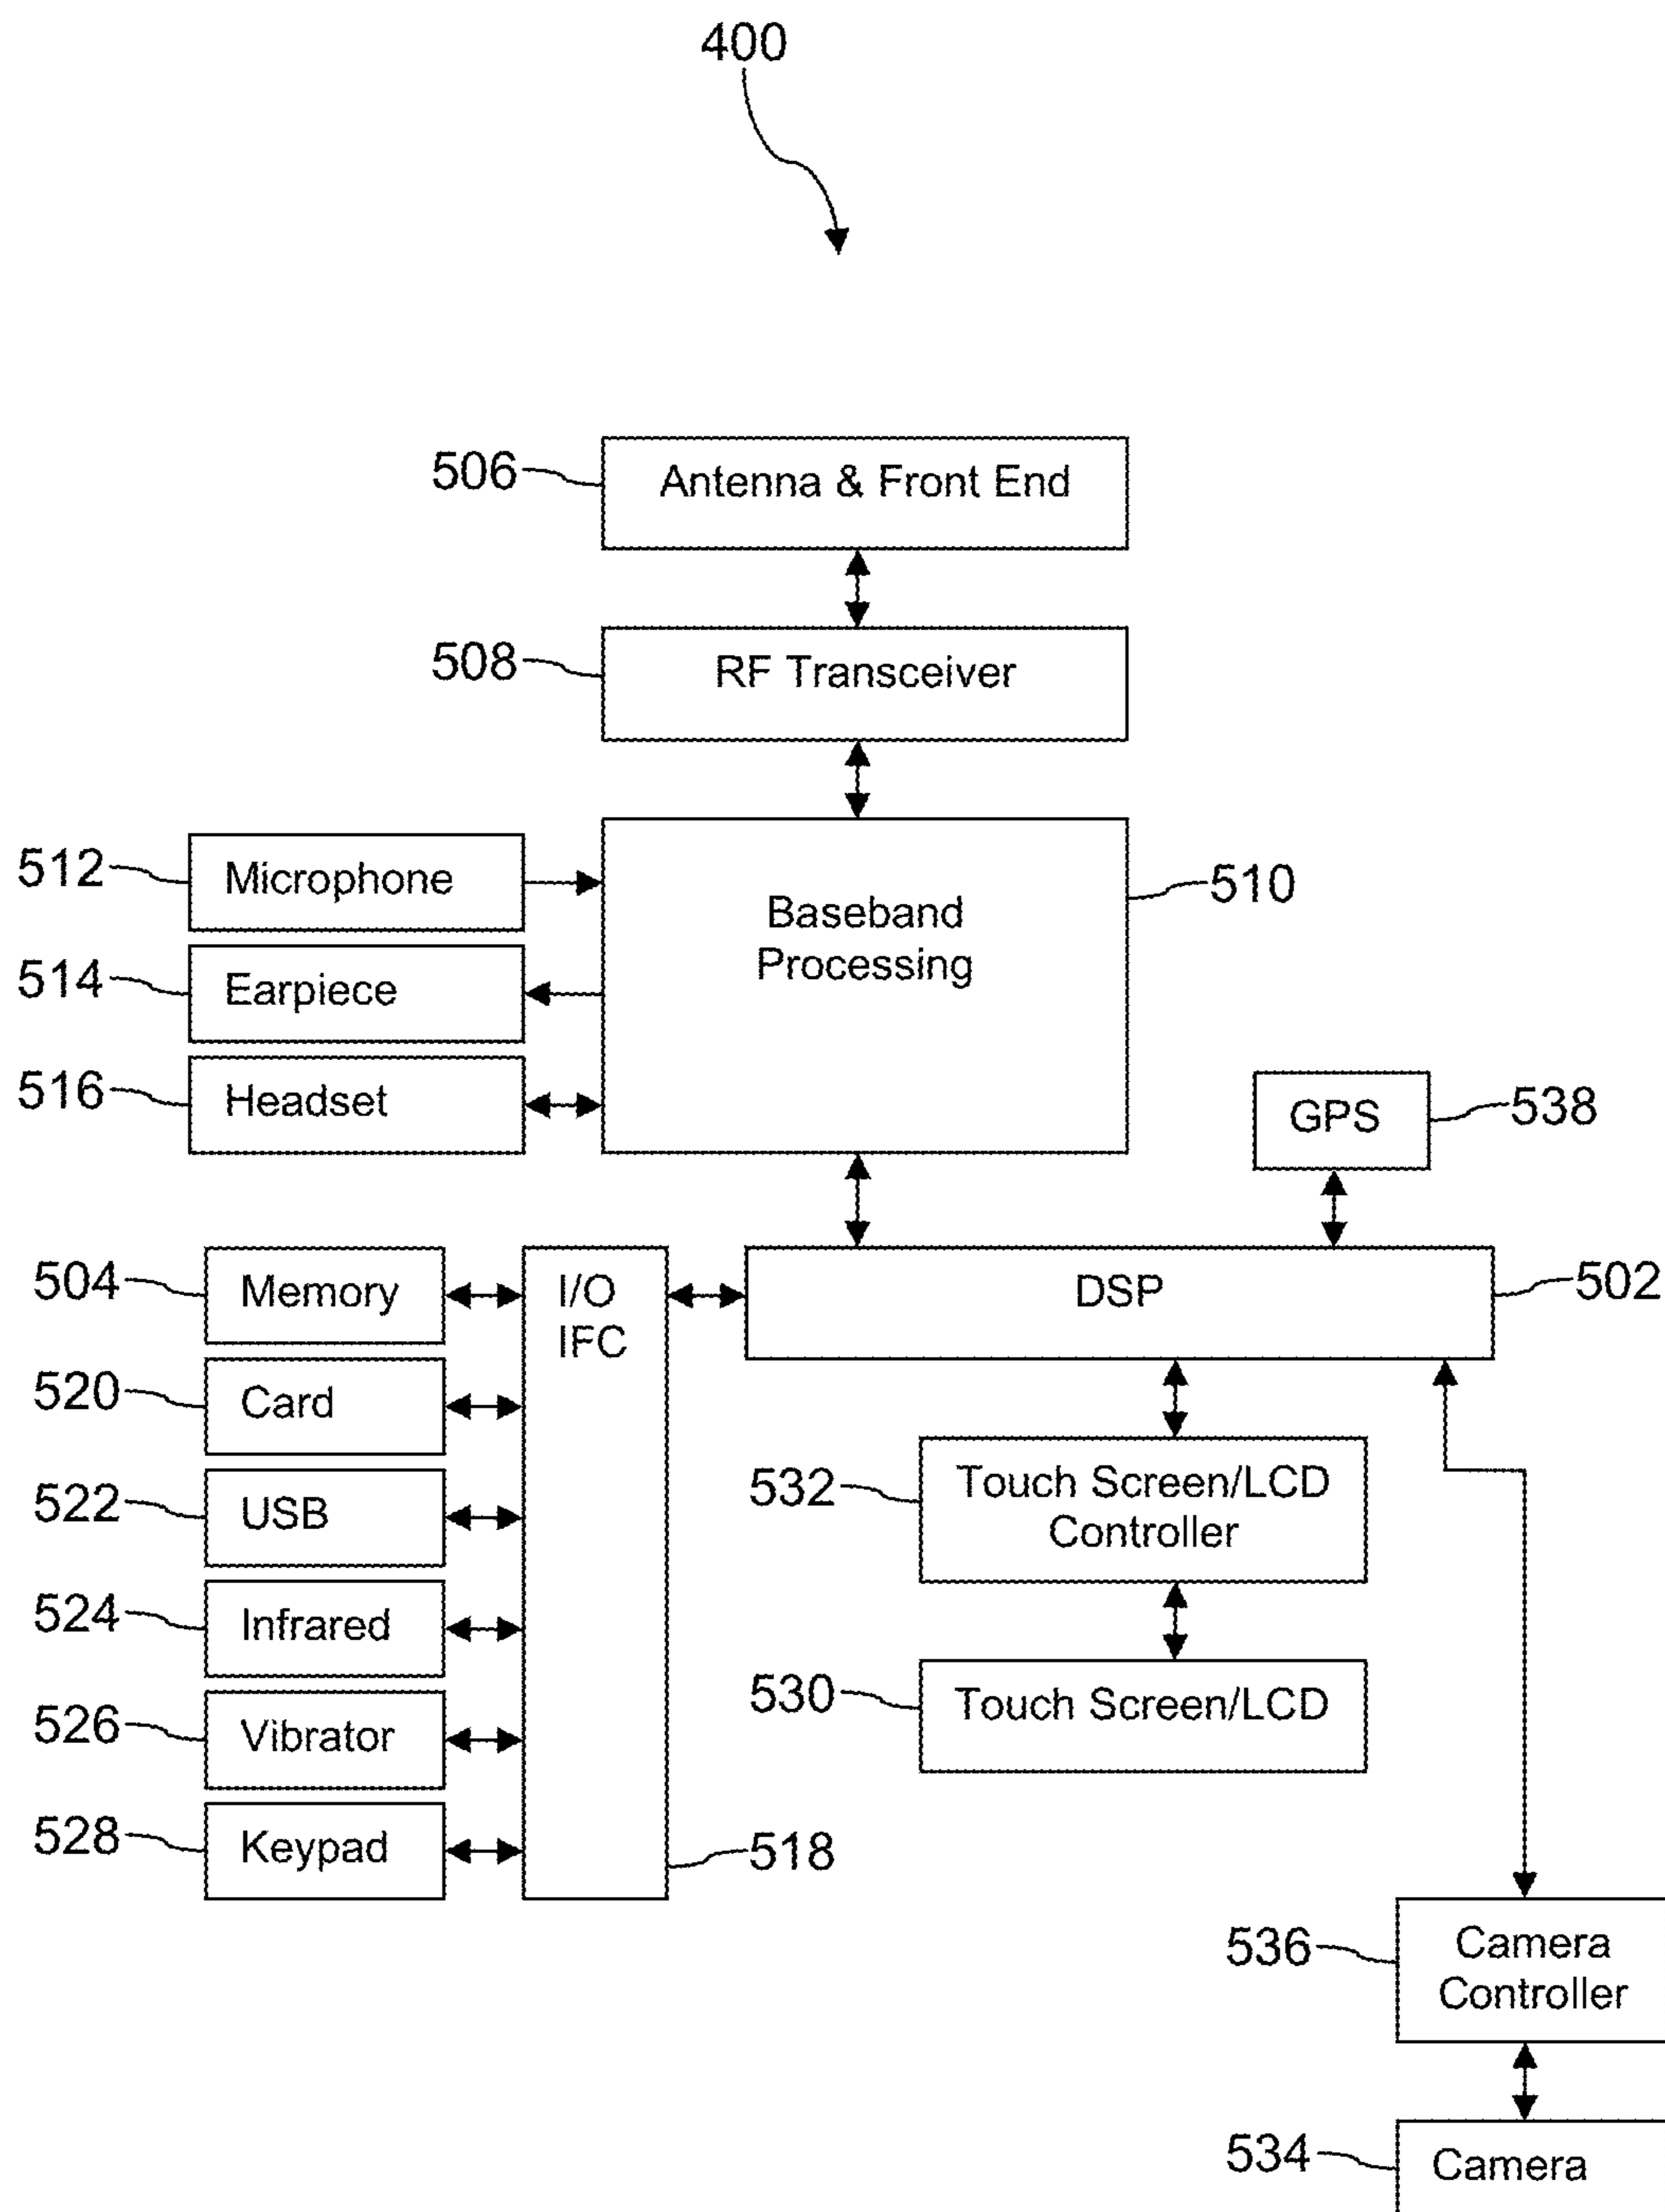 400
506 Antenna & Front End
508 RF Transceiver
512 Microphone
Baseband
Processing
510
514 Earpiece
516 Headset
GPS 538
504 Memory
I/O
IFC
DSP 502
520 Card
532 Touch Screen/LCD
Controller
522 USB
524 Infrared
530 Touch Screen/LCD
526 Vibrator
528 Keypad
518
536 Camera
Controller
534 Camera